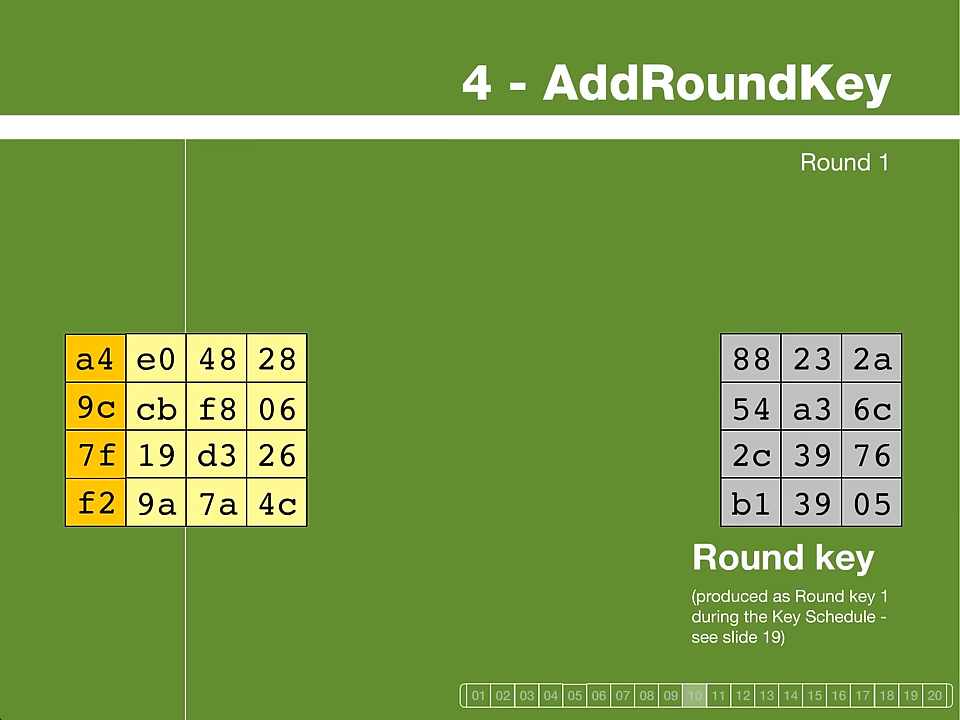 4 - AddRoundKey
Round 1
a4 e0 48 28 88 23 2a
9c cb f8 06 54 a3 6c
7f 19 d3 26 2c 39 76
f2 9a 7a 4c b1 39 05
Round key
(produced as Round key 1
during the Key Schedule -
see slide 19)
01 02 03 04 05 06 07 08 09 10 11 12 13 14 15 16 17 18 19 20